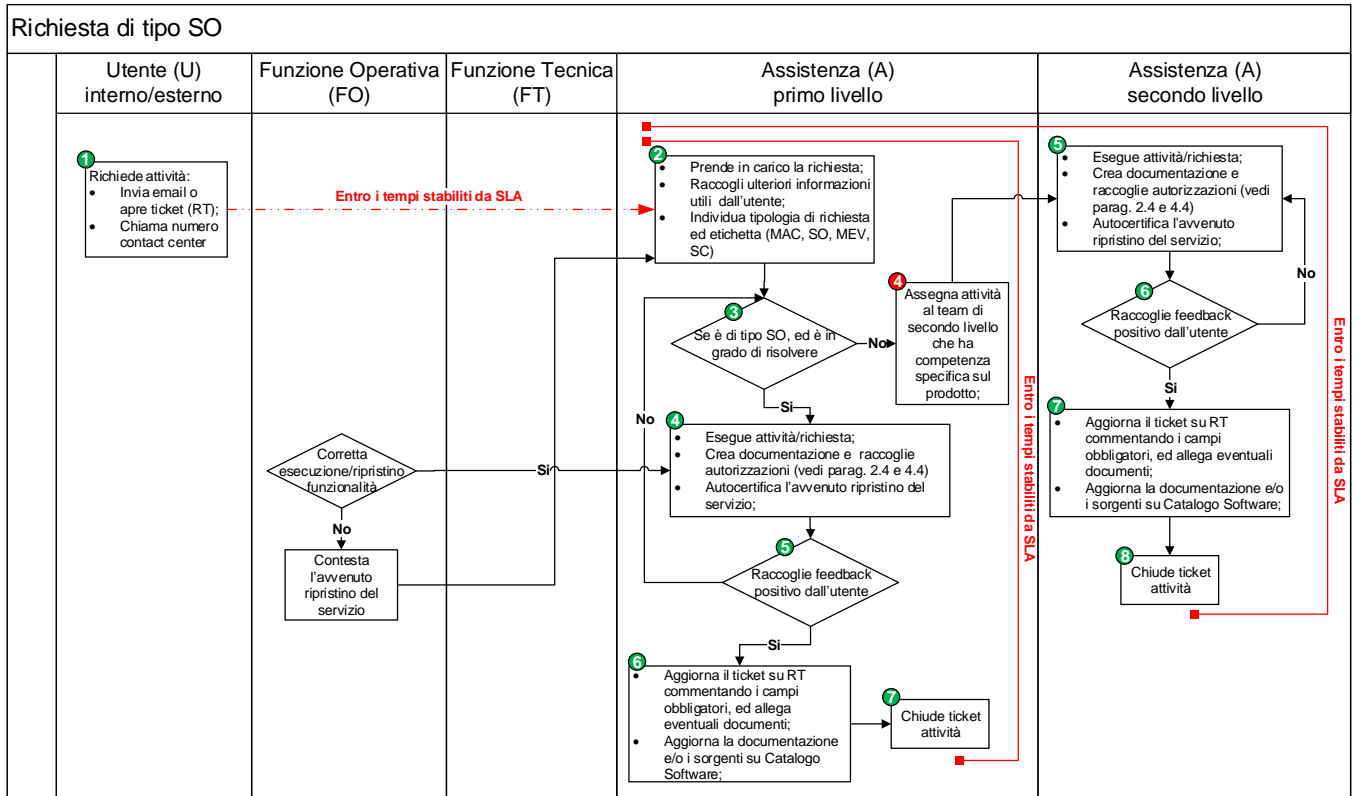 Richiesta di tipo SO
Utente (U)
interno/esterno
Funzione Operativa
(FO)
Funzione Tecnica
(FT)
Assistenza (A)
primo livello
Assistenza (A)
secondo livello
1
Richiede attività:
• Invia email o
apre ticket (RT);
• Chiama numero
contact center
Entro i tempi stabiliti da SLA
2
• Prende in carico la richiesta;
• Raccogli ulteriori informazioni
utili dall'utente;
• Individua tipologia di richiesta
ed etichetta (MAC, SO, MEV,
SC)
3
Se è di tipo SO, ed è in
grado di risolvere
No
4
Assegna attività
al team di
secondo livello
che ha
competenza
specifica sul
prodotto;
Si
4
• Esegue attività/richiesta;
• Crea documentazione e raccoglie
autorizzazioni (vedi parag. 2.4 e 4.4)
• Autocertifica l'avvenuto ripristino del
servizio;
Corretta
esecuzione/ripristino
funzionalità
Si
No
Contesta
l'avvenuto
ripristino del
servizio
5
Raccoglie feedback
positivo dall'utente
No
Si
6
• Aggiorna il ticket su RT
commentando i campi
obbligatori, ed allega
eventuali documenti;
• Aggiorna la documentazione
e/o i sorgenti su Catalogo
Software;
7
Chiude ticket
attività
Entro i tempi stabiliti da SLA
5
• Esegue attività/richiesta;
• Crea documentazione e
raccoglie autorizzazioni (vedi
parag. 2.4 e 4.4)
• Autocertifica l'avvenuto
ripristino del servizio;
6
Raccoglie feedback
positivo dall'utente
No
Si
7
• Aggiorna il ticket su RT
commentando i campi
obbligatori, ed allega eventuali
documenti;
• Aggiorna la documentazione e/o
i sorgenti su Catalogo Software;
8
Chiude ticket
attività
Entro i tempi stabiliti da SLA